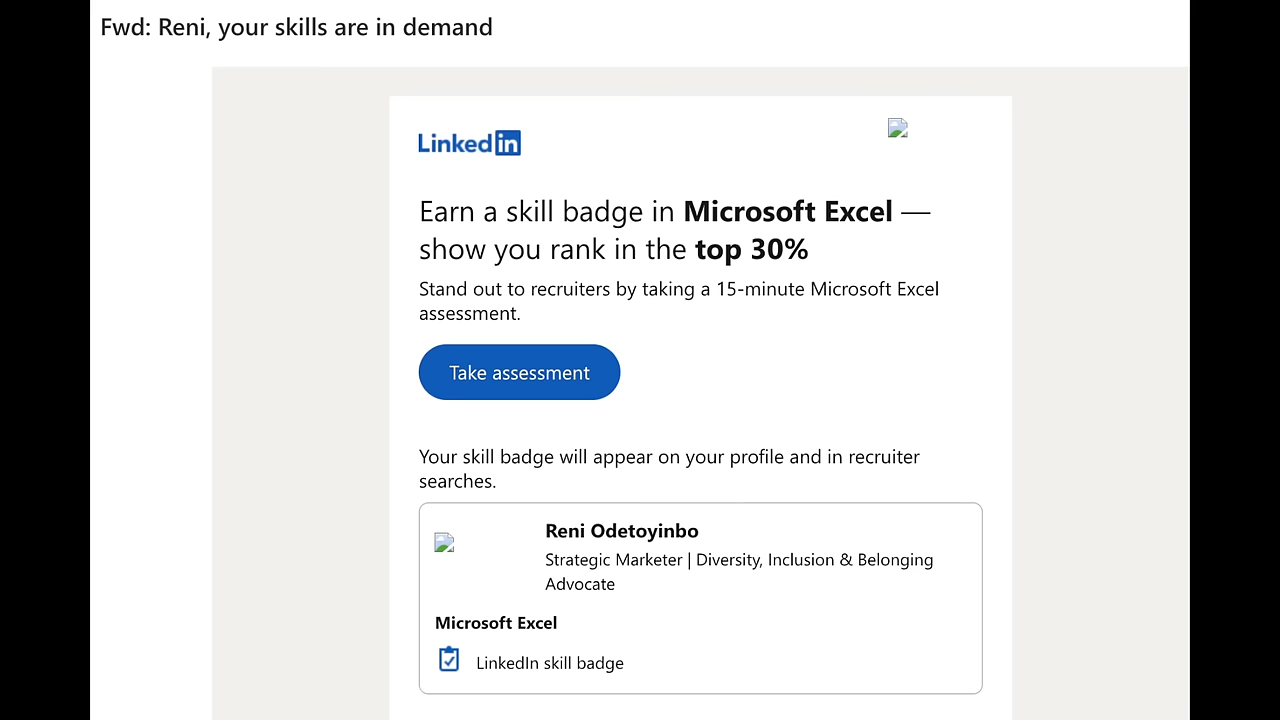 Fwd: Reni, your skills are in demand
Linkedin
Earn a skill badge in Microsoft Excel —
show you rank in the top 30%
Stand out to recruiters by taking a 15-minute Microsoft Excel
assessment.
Take assessment
Your skill badge will appear on your profile and in recruiter
searches.
Reni Odetoyinbo
Strategic Marketer | Diversity, Inclusion & Belonging
Advocate
Microsoft Excel
LinkedIn skill badge